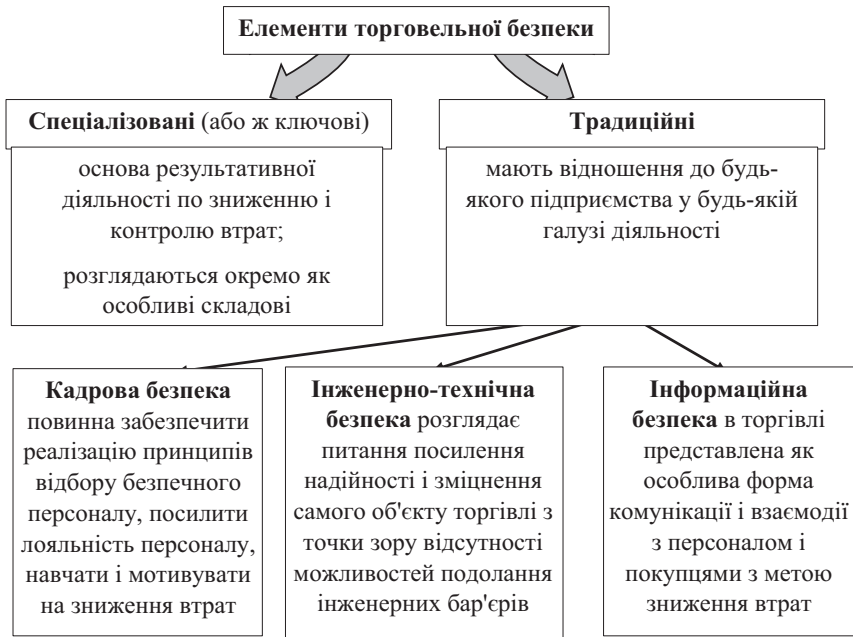 Елементи торговельної безпеки
Спеціалізовані (або ж ключові)
основа результативної
діяльності по зниженню і
контролю втрат;
розглядаються окремо як
особливі складові
Традиційні
мають відношення до будь-
якого підприємства у будь-якій
галузі діяльності
Кадрова безпека
повинна забезпечити
реалізацію принципів
відбору безпечного
персоналу, посилити
лояльність персоналу,
навчати і мотивувати
на зниження втрат
Інженерно-технічна
безпека розглядає
питання посилення
надійності і зміцнення
самого об'єкту торгівлі з
точки зору відсутності
можливостей подолання
інженерних бар'єрів
Інформаційна
безпека в торгівлі
представлена як
особлива форма
комунікації і взаємодії
з персоналом і
покупцями з метою
зниження втрат